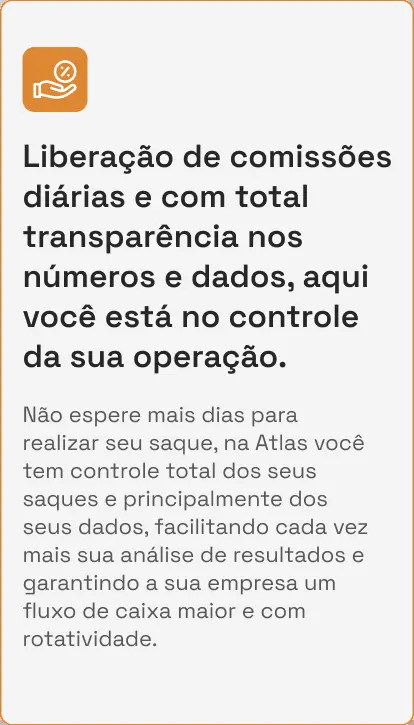 Liberação de comissões
diárias e com total
transparência nos
números e dados, aqui
você está no controle
da sua operação.
Não espere mais dias para
realizar seu saque, na Atlas você
tem controle total dos seus
saques e principalmente dos
seus dados, facilitando cada vez
mais sua análise de resultados e
garantindo a sua empresa um
fluxo de caixa maior e com
rotatividade.